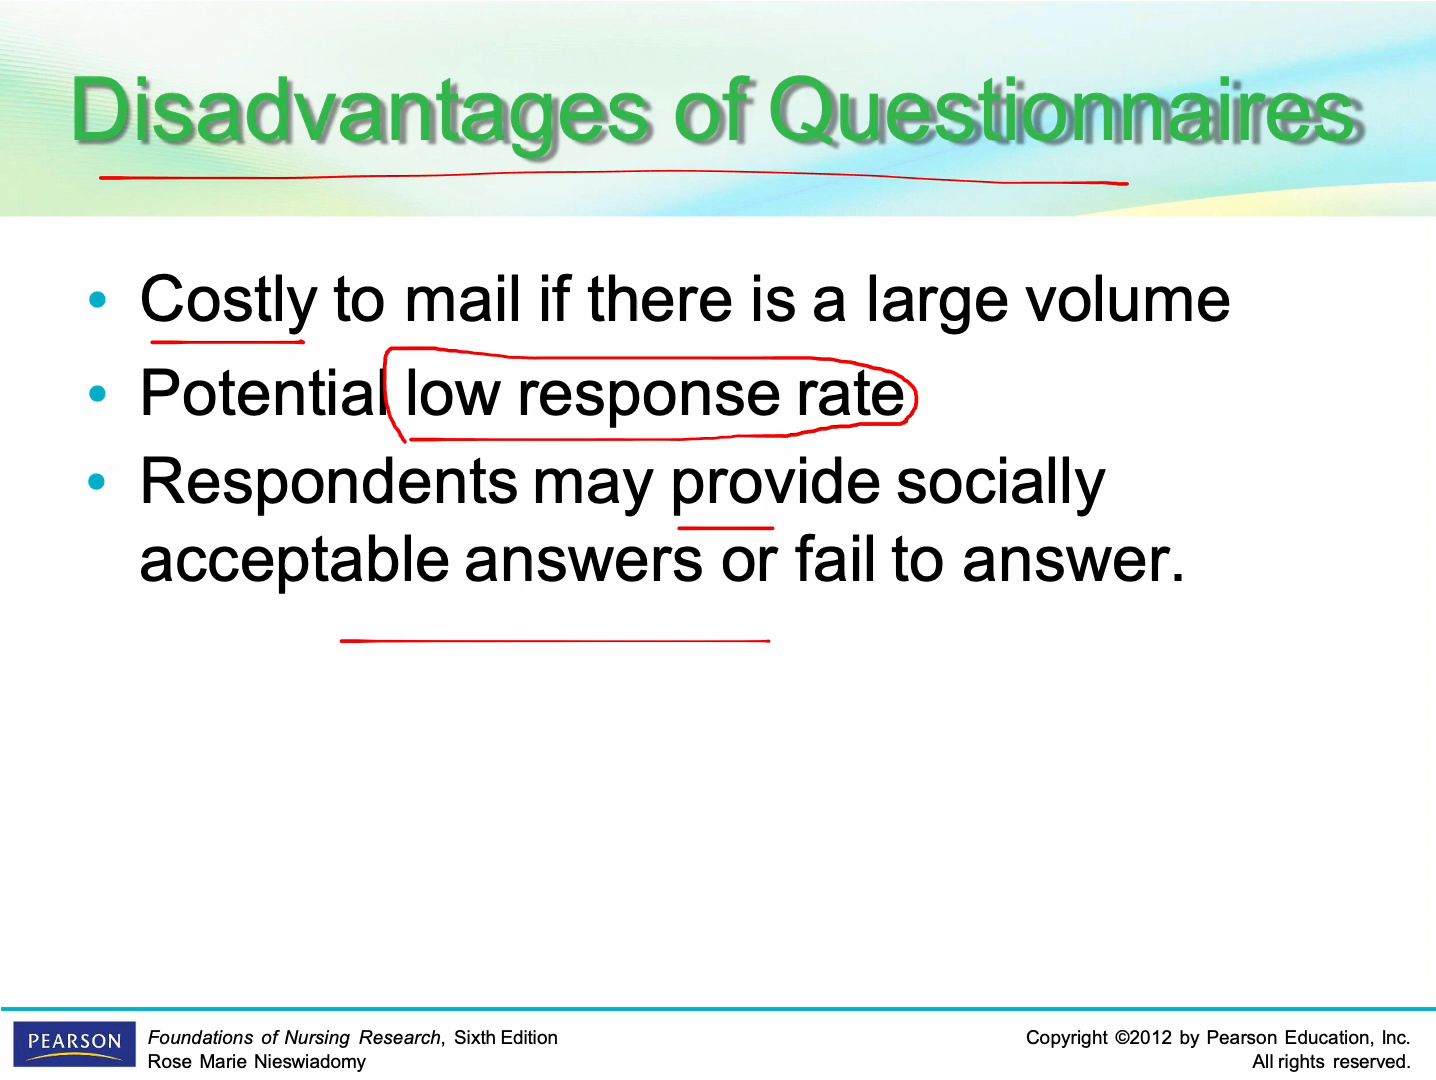 Disadvantages of Questionnaires
• Costly to mail if there is a large volume
• Potential low response rate
• Respondents may provide socially
acceptable answers or fail to answer.
PEARSON
Foundations of Nursing Research, Sixth Edition
Rose Marie Nieswiadomy
Copyright ©2012 by Pearson Education, Inc.
All rights reserved.